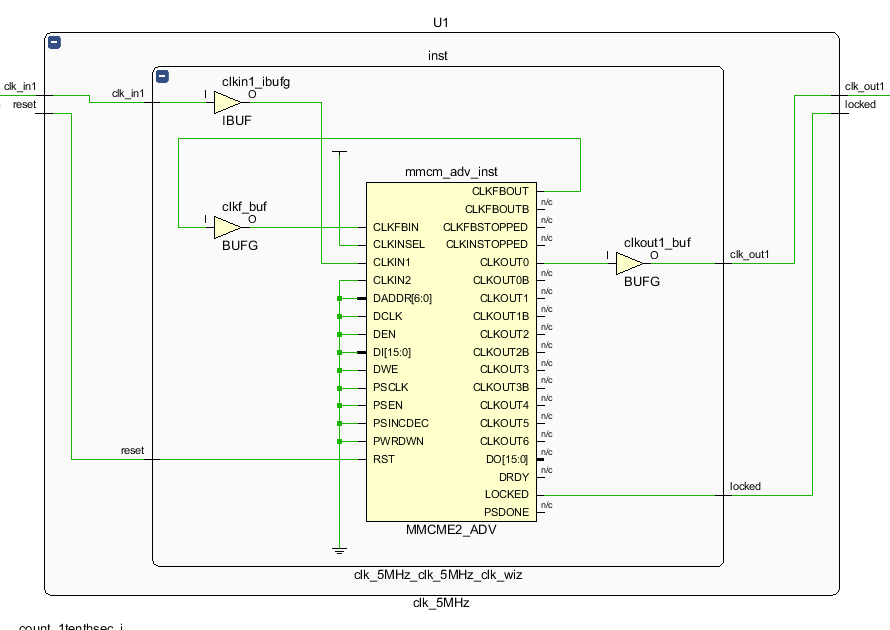 U1
inst
clk_in1
reset
clk_in1
clkin1_ibufg
I
O
IBUF
clk_out1
locked
mmcm_adv_inst
CLKFBOUT
CLKFBOUTB
n/c
clkf_buf
I
O
BUFG
CLKFBIN
CLKFBSTOPPED
n/c
CLKINSEL
CLKINSTOPPED
n/c
clkout1_buf
I
O
BUFG
clk_out1
CLKIN1
CLKOUT0
CLKIN2
CLKOUT0B
n/c
DADDR[6:0]
CLKOUT1
n/c
DCLK
CLKOUT1B
n/c
DEN
CLKOUT2
n/c
DI[15:0]
CLKOUT2B
n/c
DWE
CLKOUT3
n/c
PSCLK
CLKOUT3B
n/c
PSEN
CLKOUT4
n/c
PSINCDEC
CLKOUT5
n/c
PWRDWN
CLKOUT6
n/c
reset
RST
DO[15:0]
n/c
DRDY
n/c
LOCKED
locked
PSDONE
n/c
MMCME2_ADV
clk_5MHz_clk_5MHz_clk_wiz
clk_5MHz
count_1tenthsec_i